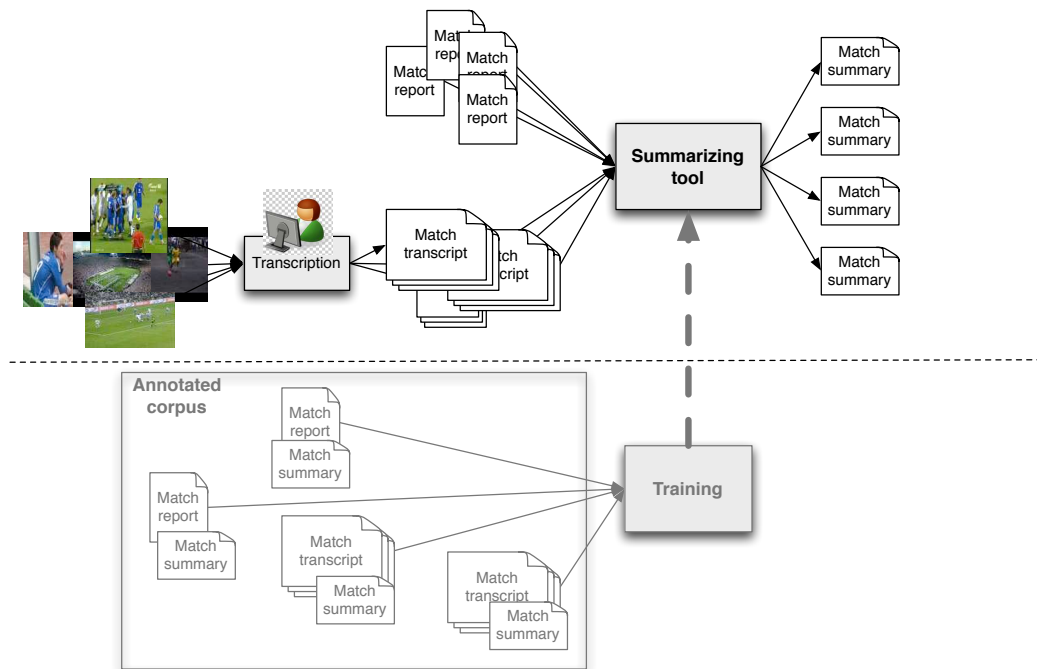 Match
report
Match
report
Match
report
Match
report
Match
summary
Match
summary
Match
summary
Match
summary
Summarizing
tool
Transcription
Match
transcript
script
Annotated
corpus
Match
report
Match
summary
Match
report
Match
summary
Match
transcript
Match
summary
Match
transcript
Match
summary
Training